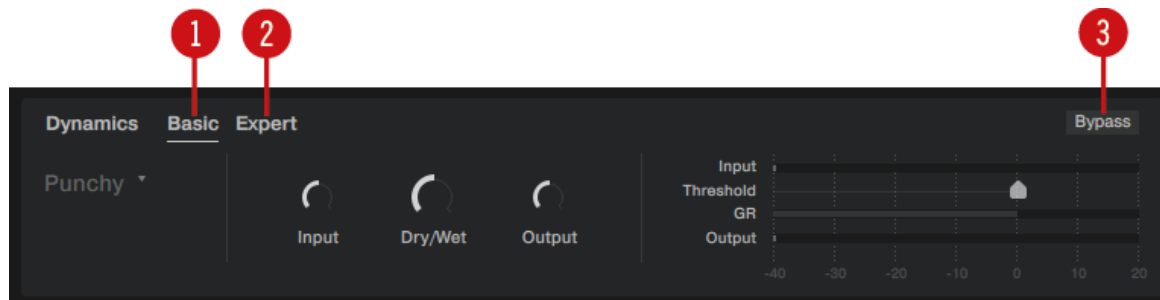 1 2 3
Dynamics Basic Expert Bypass
Punchy
Input Dry/Wet Output
Input
Threshold
GR
Output
-40 -30 -20 -10 0 10 20